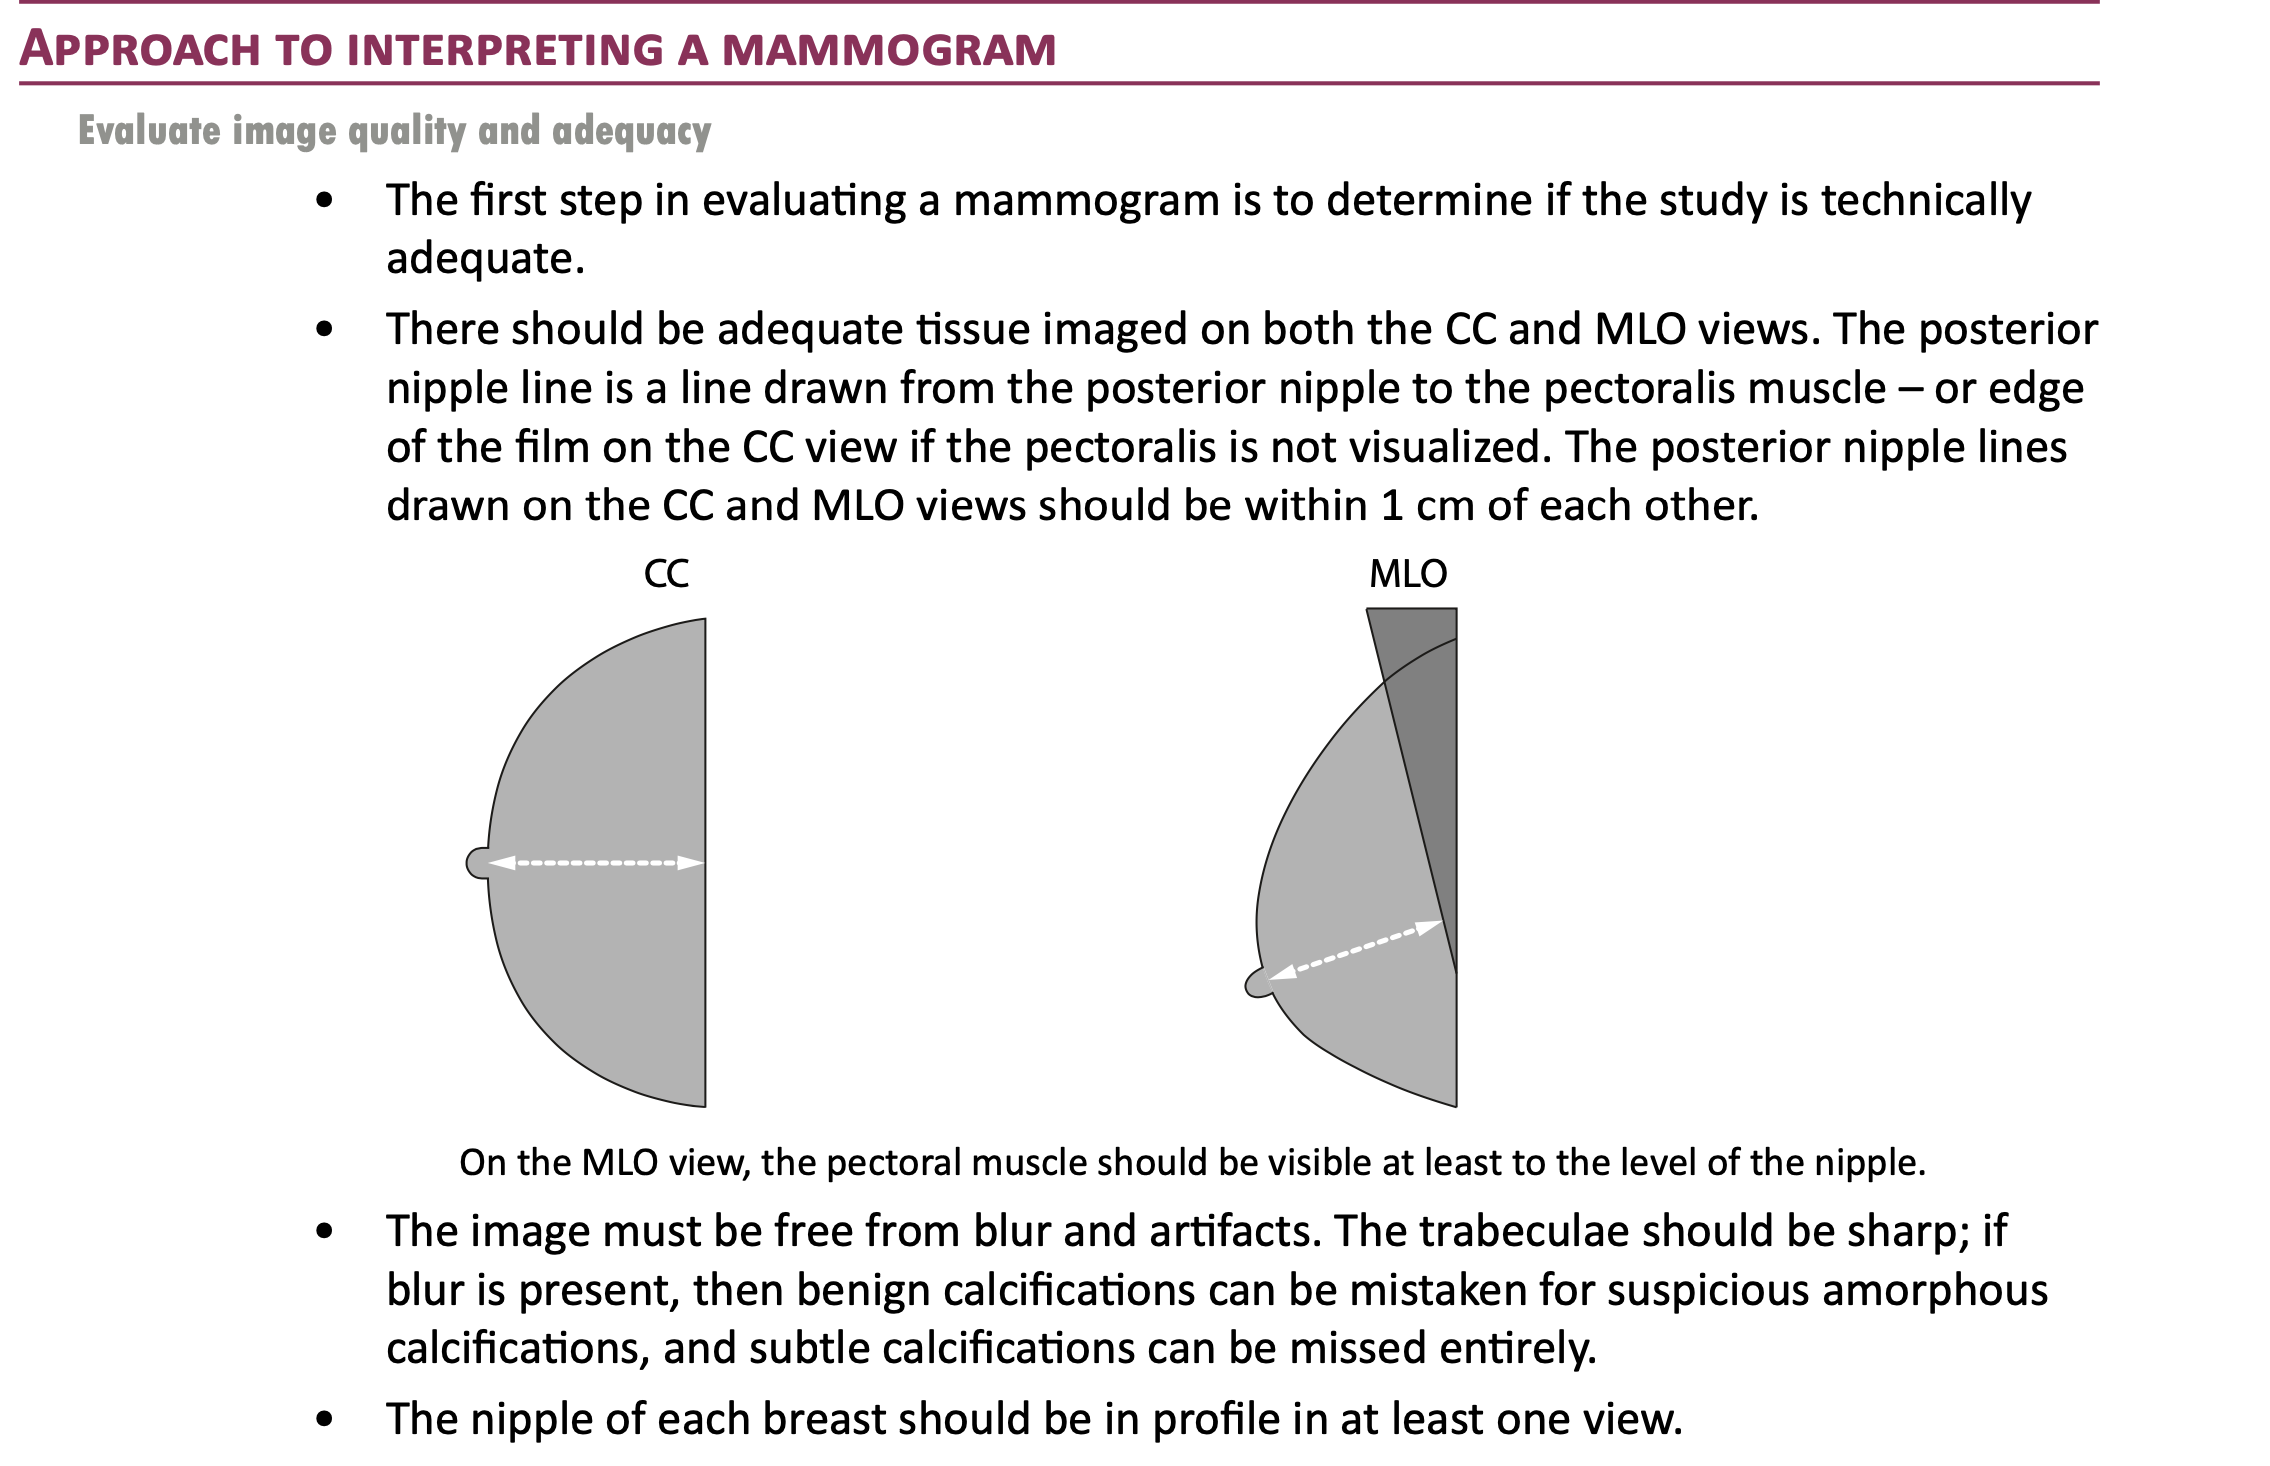 APPROACH TO INTERPRETING A MAMMOGRAM
Evaluate image quality and adequacy
• The first step in evaluating a mammogram is to determine if the study is technically
adequate.
• There should be adequate tissue imaged on both the CC and MLO views. The posterior
nipple line is a line drawn from the posterior nipple to the pectoralis muscle – or edge
of the film on the CC view if the pectoralis is not visualized. The posterior nipple lines
drawn on the CC and MLO views should be within 1 cm of each other.
CC
MLO
On the MLO view, the pectoral muscle should be visible at least to the level of the nipple.
• The image must be free from blur and artifacts. The trabeculae should be sharp; if
blur is present, then benign calcifications can be mistaken for suspicious amorphous
calcifications, and subtle calcifications can be missed entirely.
• The nipple of each breast should be in profile in at least one view.